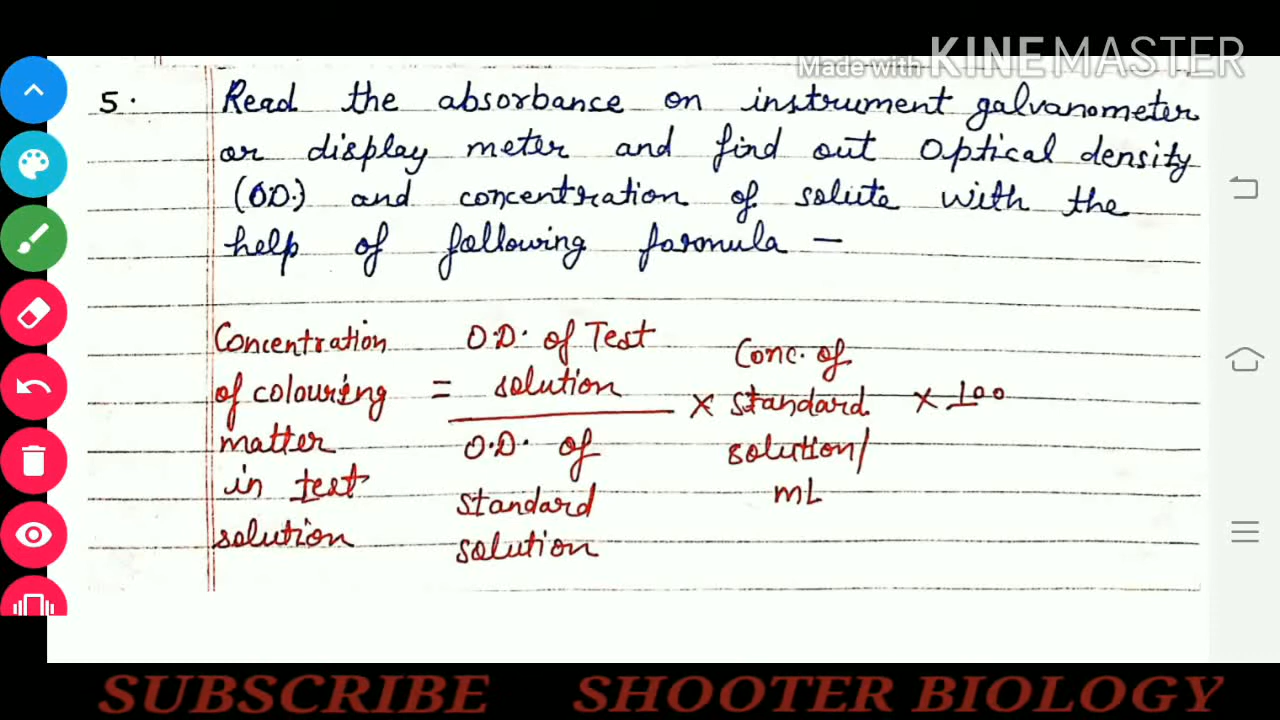 Made with KINEMASTER
5. Read the absorbance on instrument galvanometer
or display meter and find out Optical density
(O.D.) and concentration of solute with the
help of following formula —
Concentration of colouring matter in test solution = O.D. of Test solution / O.D. of standard solution × Conc. of standard solution/mL × 100
SUBSCRIBE SHOOTER BIOLOGY